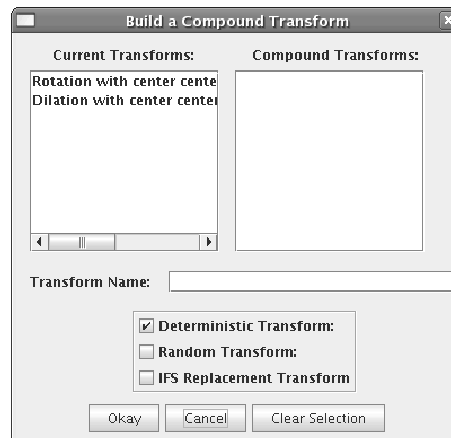 Build a Compound Transform
Current Transforms:
Compound Transforms:
Rotation with center cente
Dilation with center center
Transform Name:
Deterministic Transform:
Random Transform:
IFS Replacement Transform
Okay
Cancel
Clear Selection